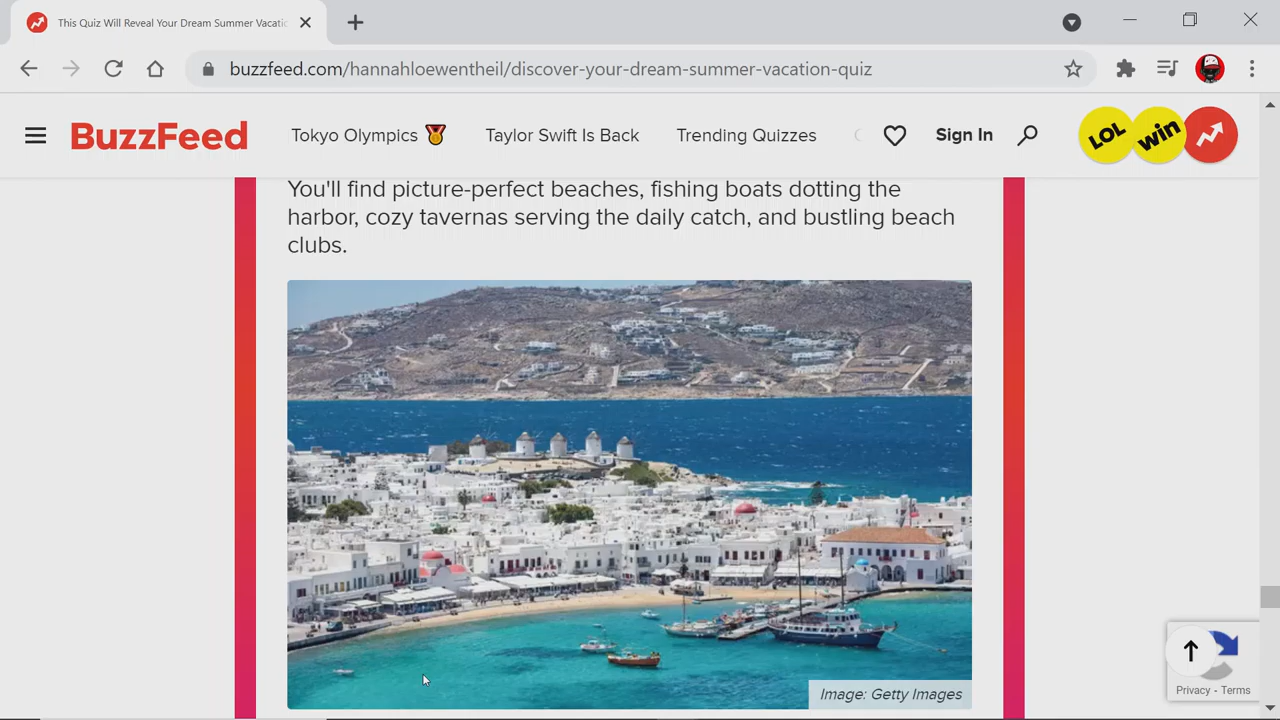 This Quiz Will Reveal Your Dream Summer Vacatio
buzzfeed.com/hannahloewentheil/discover-your-dream-summer-vacation-quiz
BuzzFeed
Tokyo Olympics
Taylor Swift Is Back
Trending Quizzes
Sign In
LOL
win
You'll find picture-perfect beaches, fishing boats dotting the
harbor, cozy tavernas serving the daily catch, and bustling beach
clubs.
Image: Getty Images
Privacy - Terms